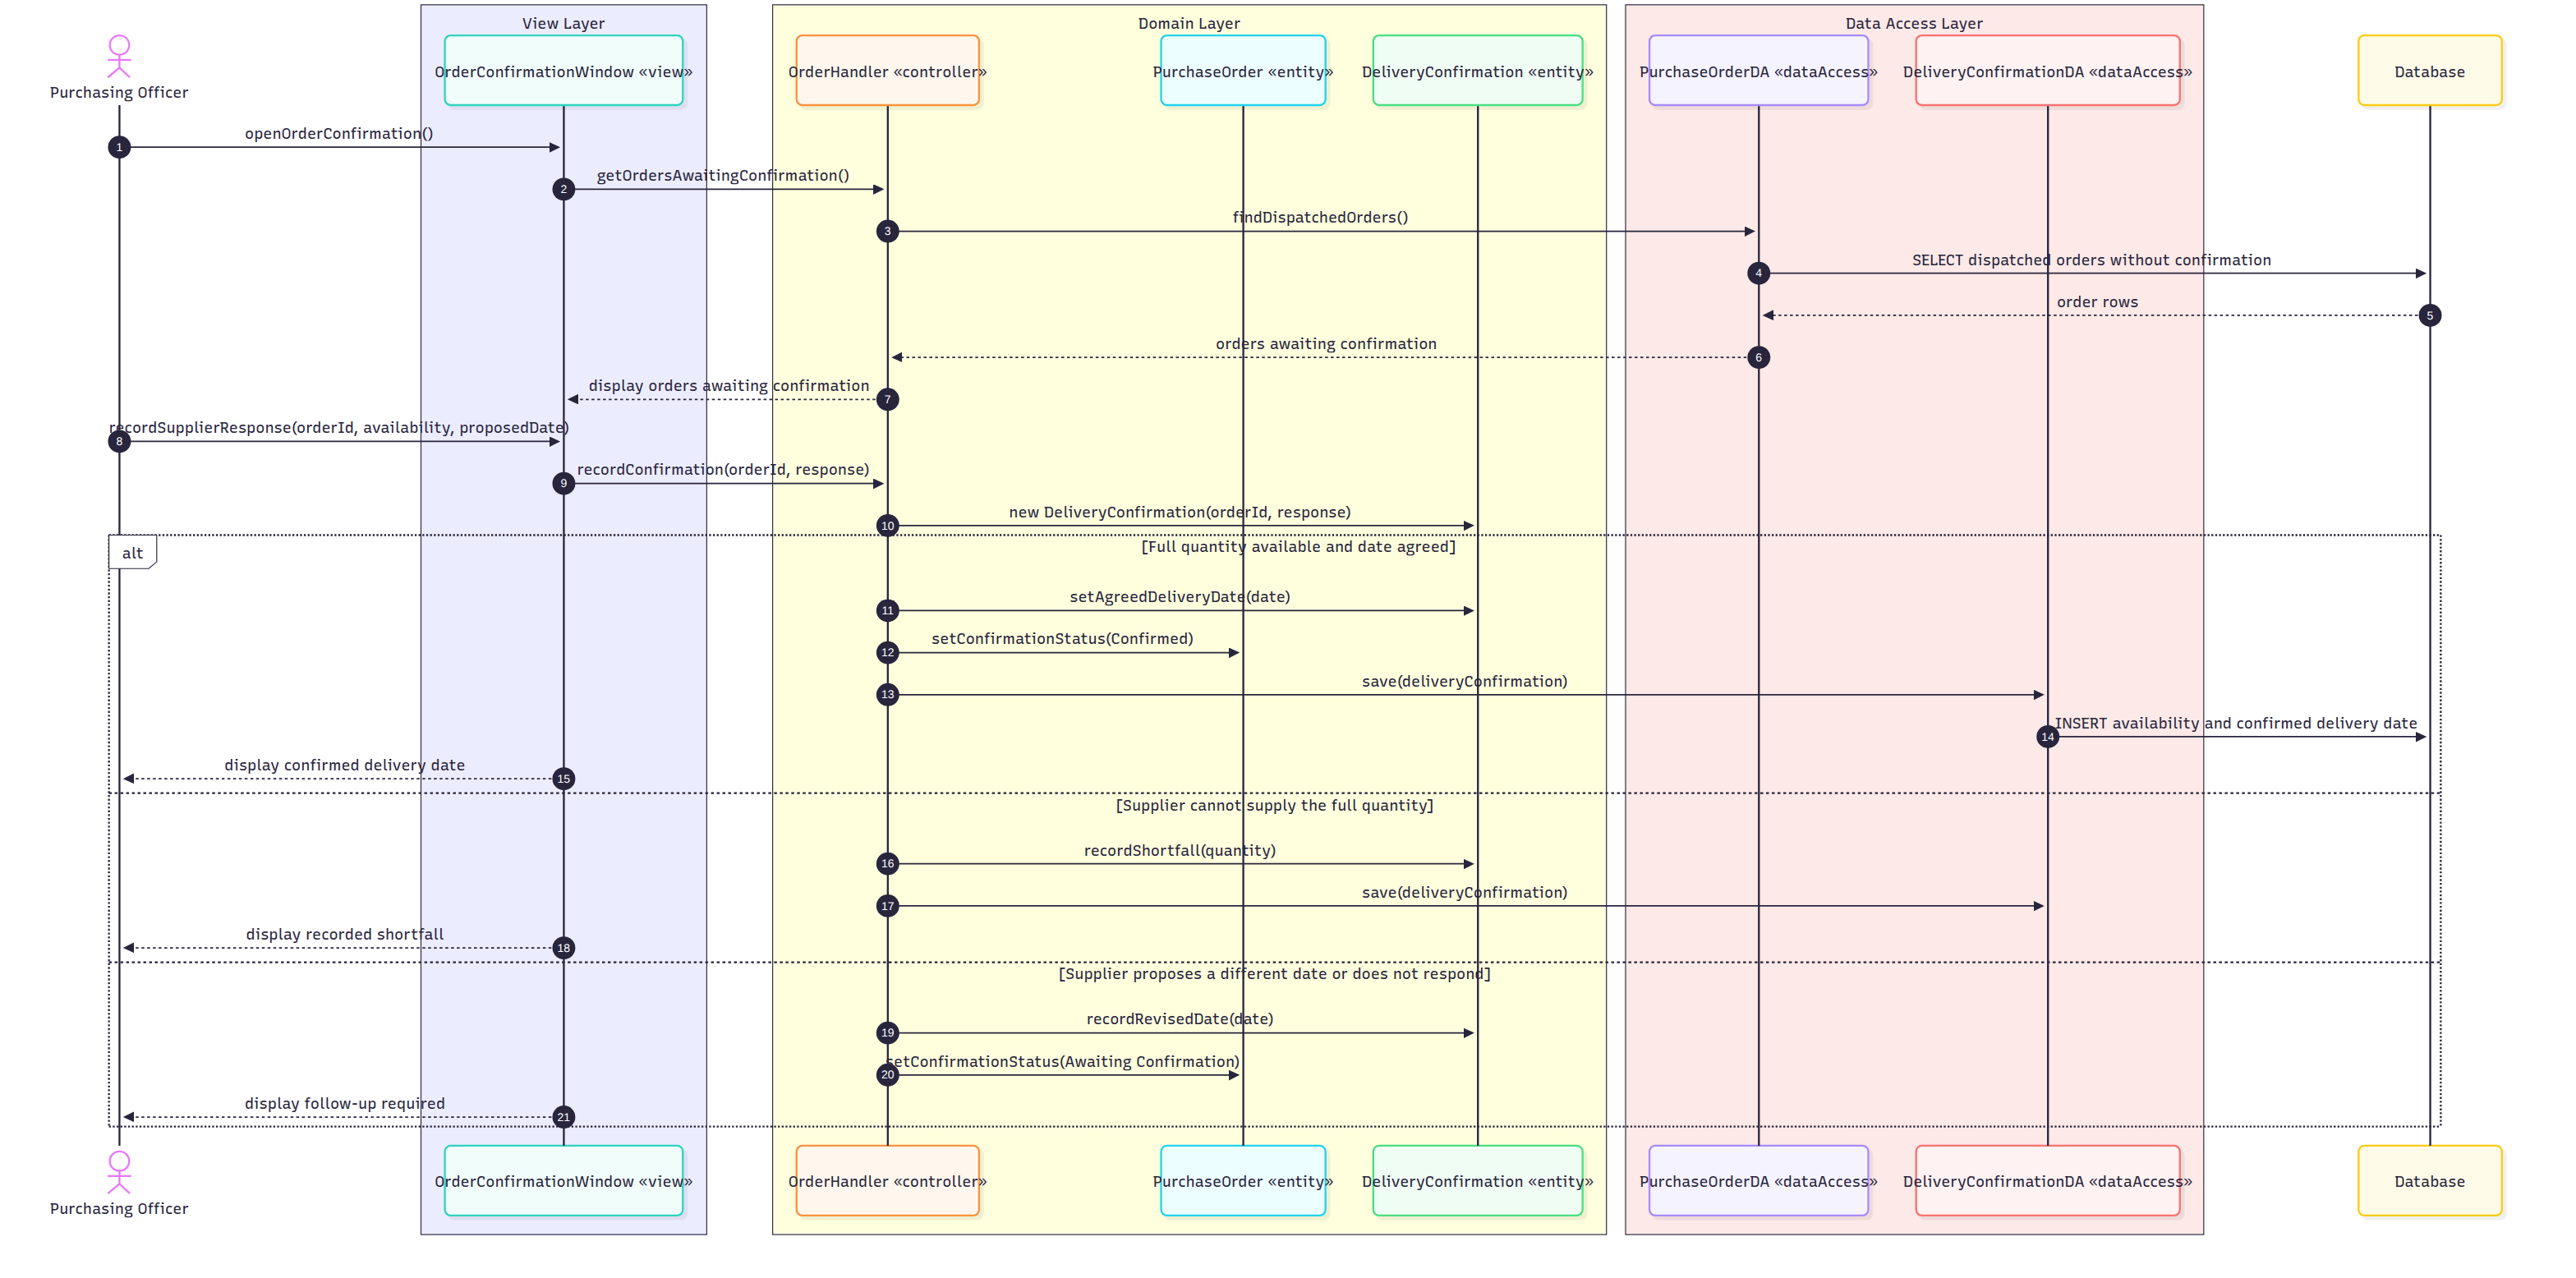 View Layer
Domain Layer
Data Access Layer
Purchasing Officer
OrderConfirmationWindow «view»
OrderHandler «controller»
PurchaseOrder «entity»
DeliveryConfirmation «entity»
PurchaseOrderDA «dataAccess»
DeliveryConfirmationDA «dataAccess»
Database
openOrderConfirmation()
1
getOrdersAwaitingConfirmation()
2
findDispatchedOrders()
3
SELECT dispatched orders without confirmation
4
order rows
5
orders awaiting confirmation
6
display orders awaiting confirmation
7
recordSupplierResponse(orderId, availability, proposedDate)
8
recordConfirmation(orderId, response)
9
new DeliveryConfirmation(orderId, response)
10
alt
[Full quantity available and date agreed]
setAgreedDeliveryDate(date)
11
setConfirmationStatus(Confirmed)
12
save(deliveryConfirmation)
13
INSERT availability and confirmed delivery date
14
display confirmed delivery date
15
[Supplier cannot supply the full quantity]
recordShortfall(quantity)
16
save(deliveryConfirmation)
17
display recorded shortfall
18
[Supplier proposes a different date or does not respond]
recordRevisedDate(date)
19
setConfirmationStatus(Awaiting Confirmation)
20
display follow-up required
21
Purchasing Officer
OrderConfirmationWindow «view»
OrderHandler «controller»
PurchaseOrder «entity»
DeliveryConfirmation «entity»
PurchaseOrderDA «dataAccess»
DeliveryConfirmationDA «dataAccess»
Database